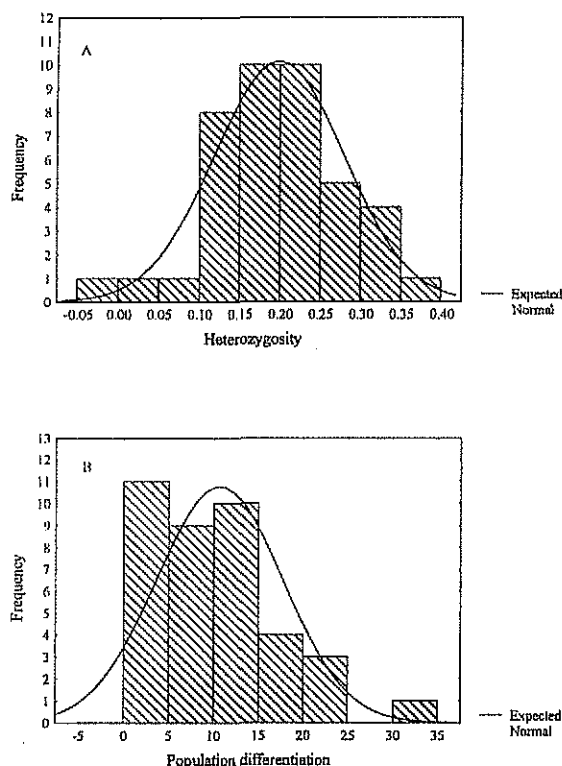 12
11
10
9
8
7
6
5
4
3
2
1
0
A
Frequency
-0.05 0.00 0.05 0.10 0.15 0.20 0.25 0.30 0.35 0.40
Heterozygosity
Expected
Normal
13
12
11
10
9
8
7
6
5
4
3
2
1
0
B
Frequency
-5 0 5 10 15 20 25 30 35
Population differentiation
Expected
Normal